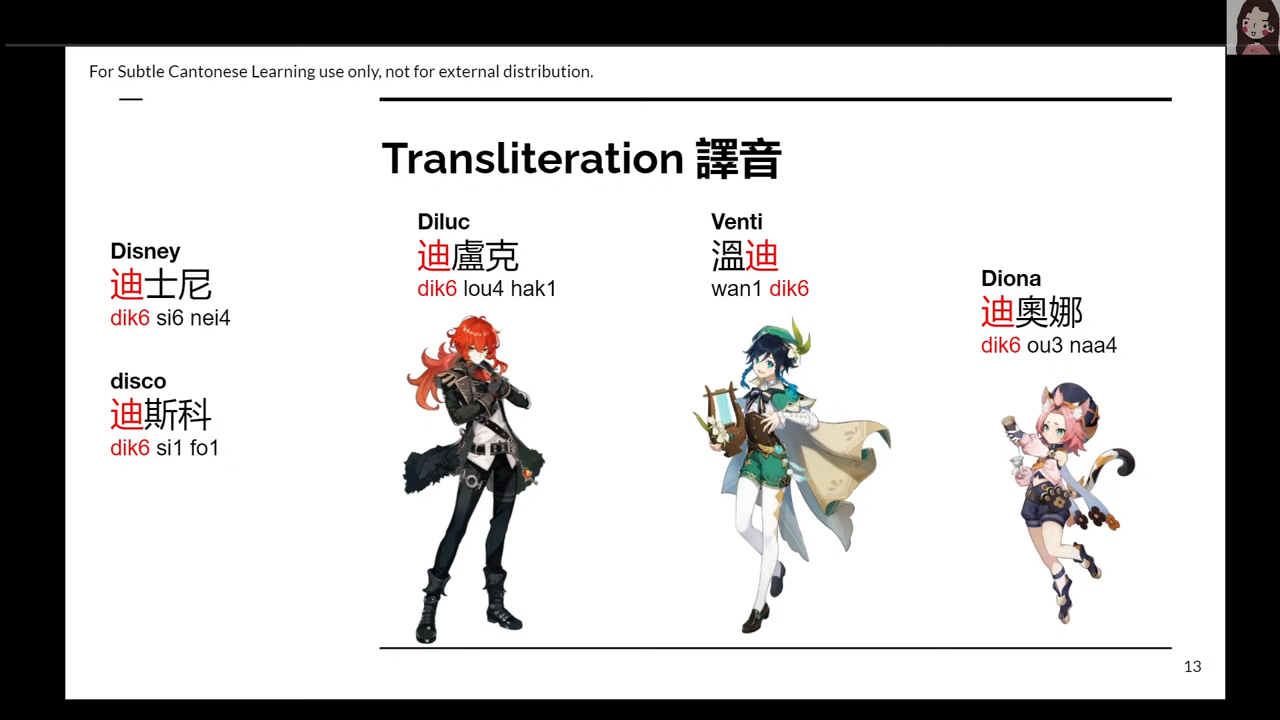 For Subtle Cantonese Learning use only, not for external distribution.
Transliteration 譯音
Disney
迪士尼
dik6 si6 nei4
disco
迪斯科
dik6 si1 fo1
Diluc
迪盧克
dik6 lou4 hak1
Venti
溫迪
wan1 dik6
Diona
迪奧娜
dik6 ou3 naa4
13